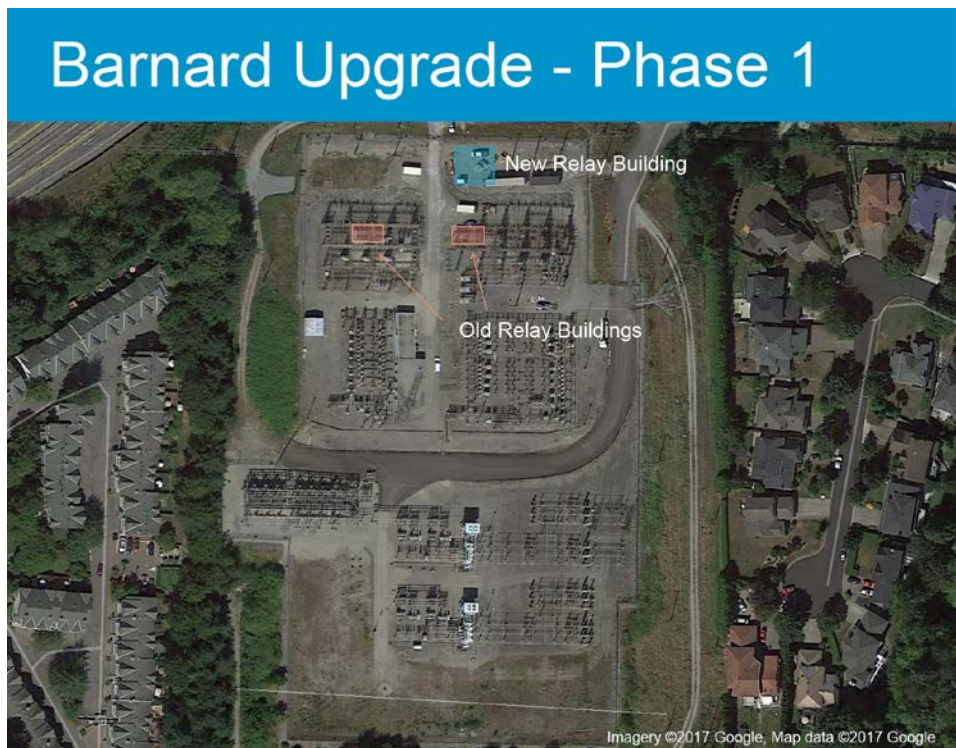 Barnard Upgrade - Phase 1
New Relay Building
Old Relay Buildings
Imagery ©2017 Google, Map data ©2017 Google